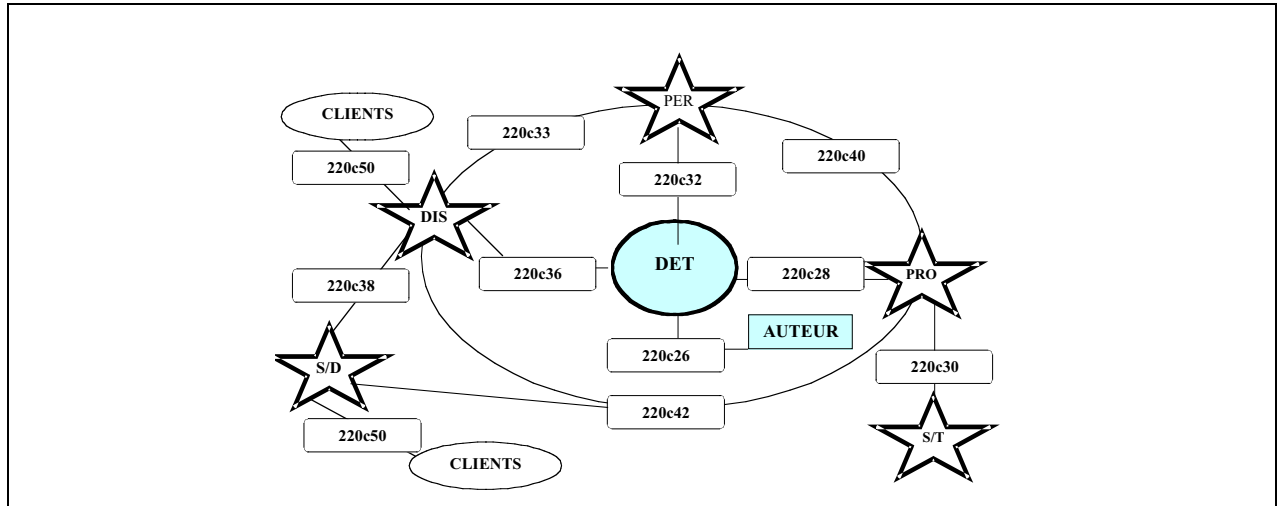 PER
CLIENTS
220c33
220c40
220c50
220c32
DIS
DET
220c36
220c28
PRO
220c38
AUTEUR
220c26
S/D
220c30
220c42
220c50
S/T
CLIENTS